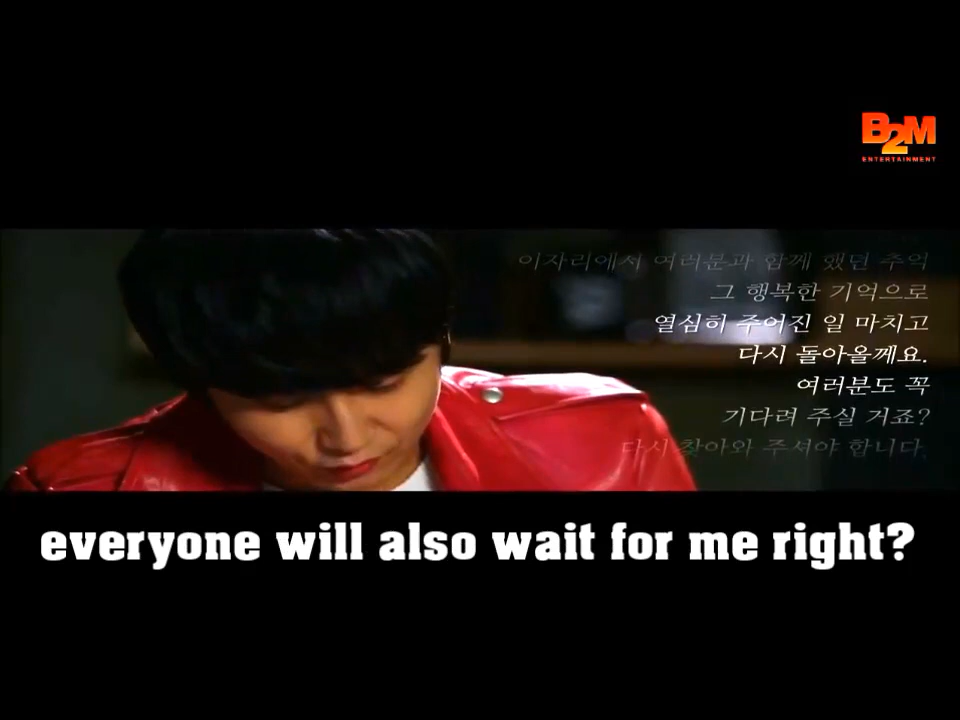 B2M
ENTERTAINMENT
이자리에서 여러분과 함께 했던 추억
그 행복한 기억으로
열심히 주어진 일 마치고
다시 돌아올께요.
여러분도 꼭
기다려 주실 거죠?
다시 찾아와 주셔야 합니다.
everyone will also wait for me right?